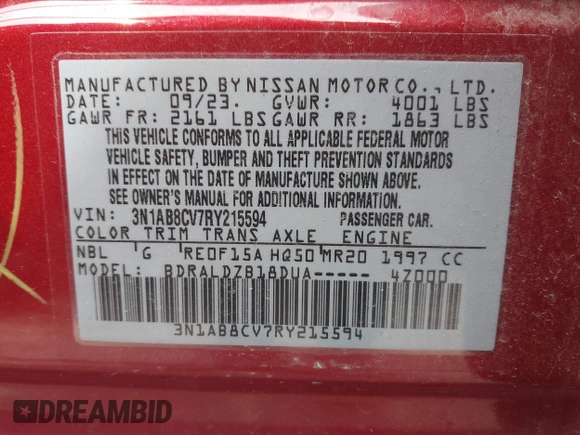 MANUFACTURED BY NISSAN MOTOR CO., LTD.
DATE: 09/23. GVWR: 4001 LBS
GAWR FR: 2161 LBS GAWR RR: 1863 LBS
THIS VEHICLE CONFORMS TO ALL APPLICABLE FEDERAL MOTOR
VEHICLE SAFETY, BUMPER AND THEFT PREVENTION STANDARDS
IN EFFECT ON THE DATE OF MANUFACTURE SHOWN ABOVE.
SEE OWNER'S MANUAL FOR ADDITIONAL INFORMATION.
VIN: 3N1AB8CV7RY215594 PASSENGER CAR.
COLOR TRIM TRANS AXLE ENGINE
NBL G RE0F15A HQ50 MR20 1997 CC
MODEL: BDRALDZB18DUA----- 4Z000
3N1AB8CV7RY215594
DREAMBID